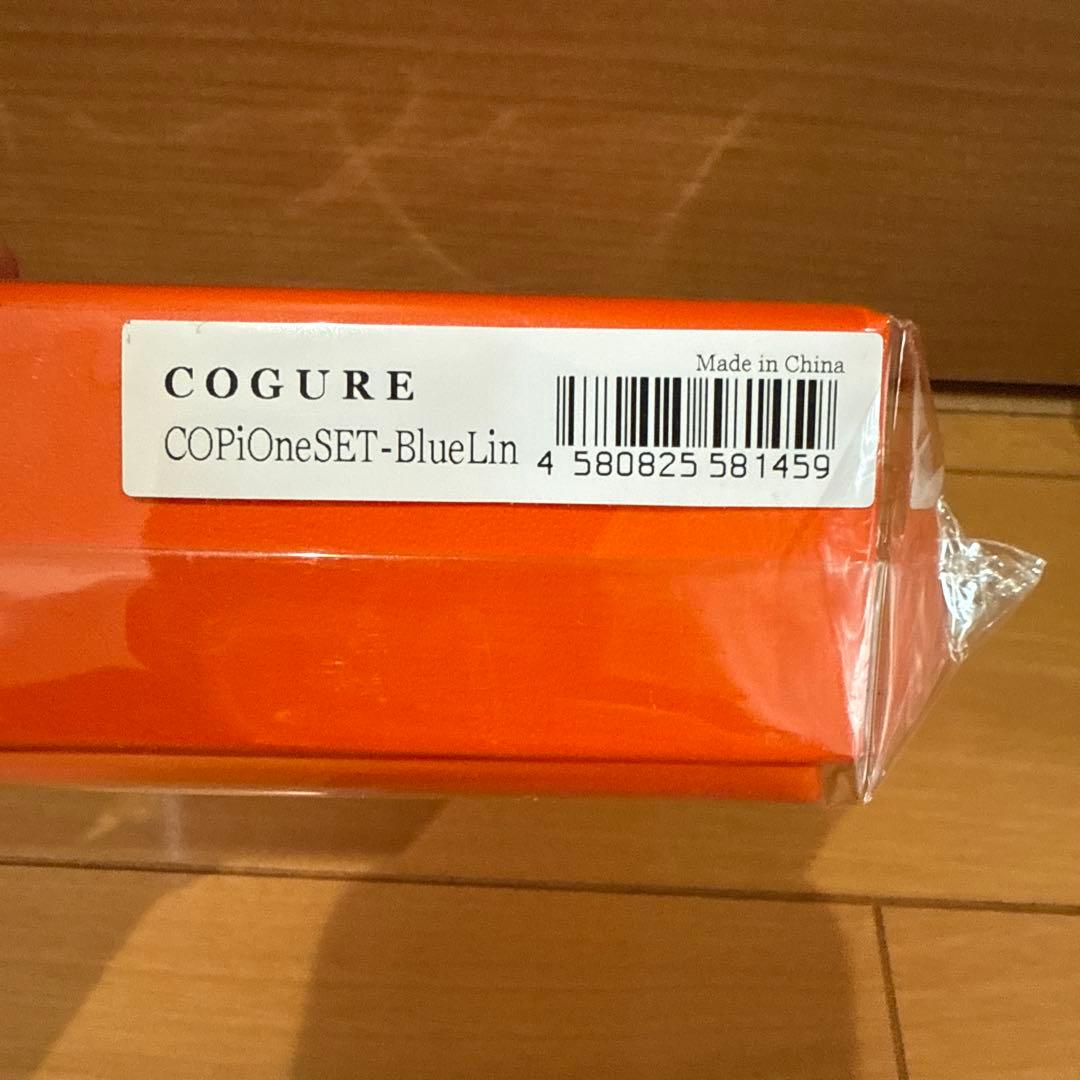 COGURE
COPiOneSET-BlueLin
Made in China
4 580825 581459